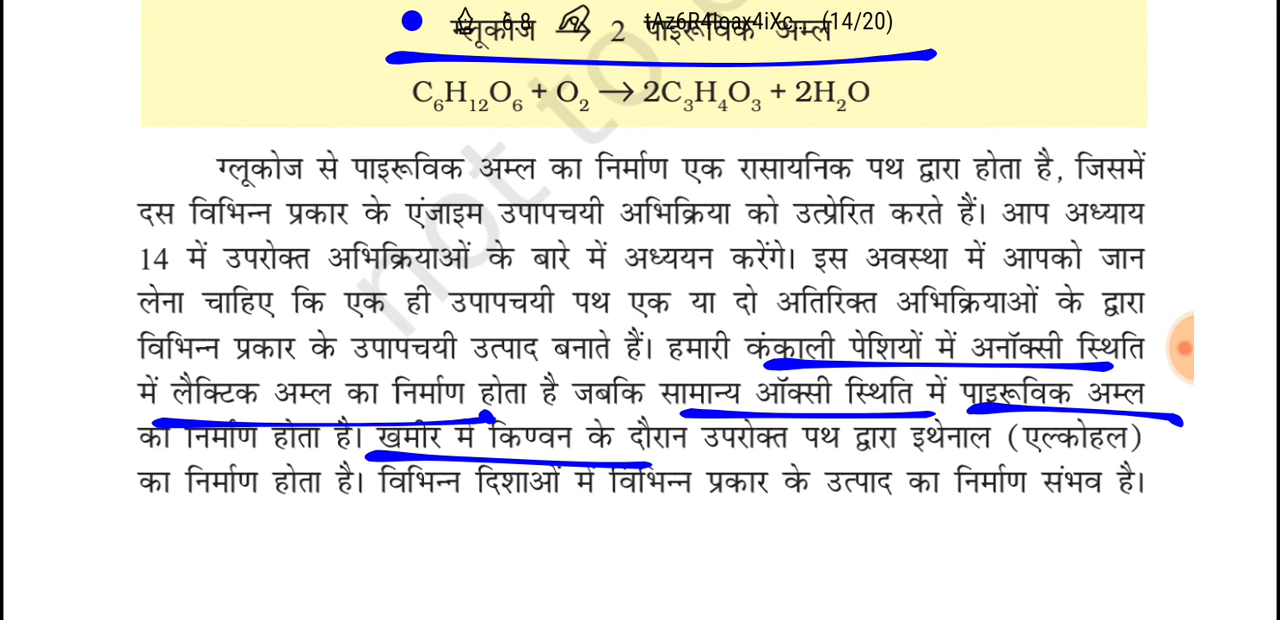 6.8 tAz6R4Ioax4iXc... (14/20)
ग्लूकोज → 2 पाइरूविक अम्ल
C₆H₁₂O₆ + O₂ → 2C₃H₄O₃ + 2H₂O
ग्लूकोज से पाइरूविक अम्ल का निर्माण एक रासायनिक पथ द्वारा होता है, जिसमें
दस विभिन्न प्रकार के एंजाइम उपापचयी अभिक्रिया को उत्प्रेरित करते हैं। आप अध्याय
14 में उपरोक्त अभिक्रियाओं के बारे में अध्ययन करेंगे। इस अवस्था में आपको जान
लेना चाहिए कि एक ही उपापचयी पथ एक या दो अतिरिक्त अभिक्रियाओं के द्वारा
विभिन्न प्रकार के उपापचयी उत्पाद बनाते हैं। हमारी कंकाली पेशियों में अनॉक्सी स्थिति
में लैक्टिक अम्ल का निर्माण होता है जबकि सामान्य ऑक्सी स्थिति में पाइरूविक अम्ल
का निर्माण होता है। खमीर में किण्वन के दौरान उपरोक्त पथ द्वारा इथेनाल (एल्कोहल)
का निर्माण होता है। विभिन्न दिशाओं में विभिन्न प्रकार के उत्पाद का निर्माण संभव है।
not to